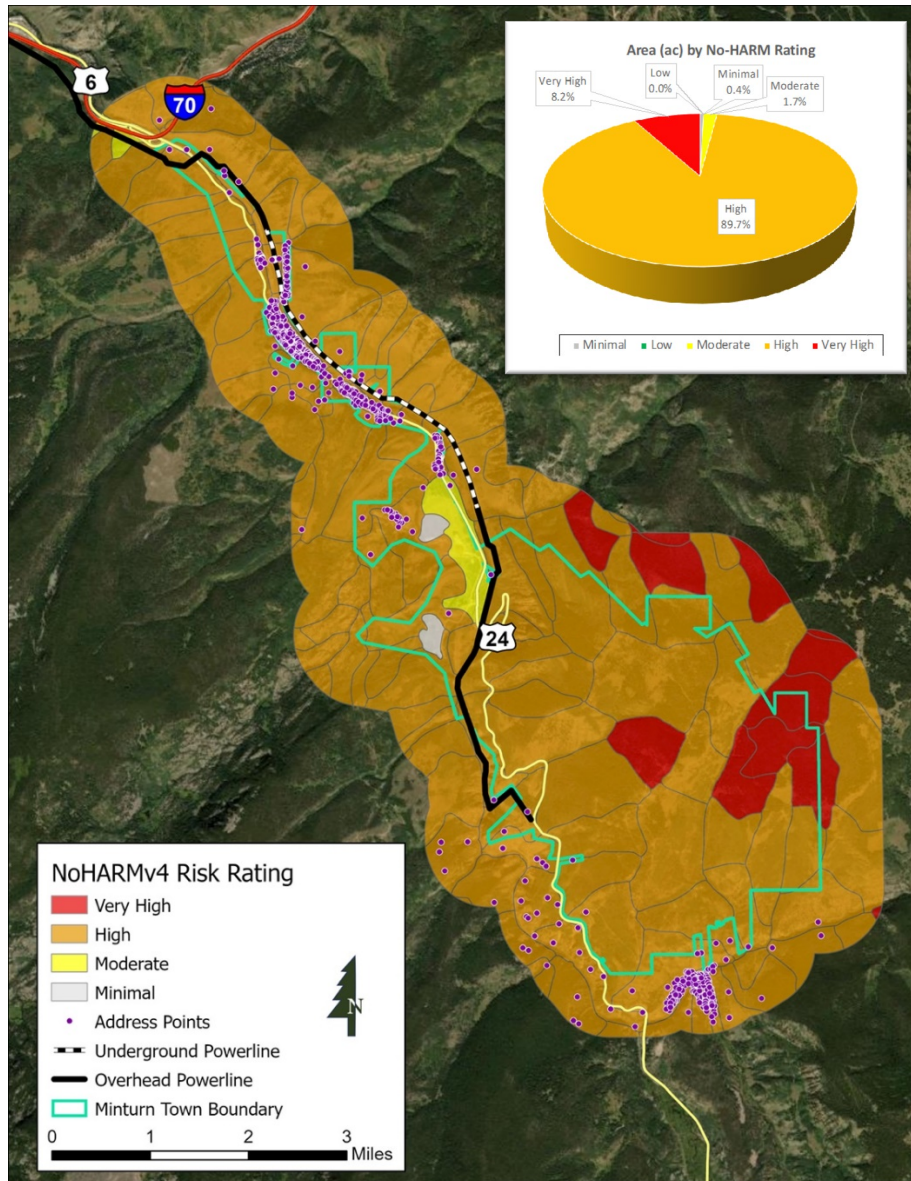 6
70
Area (ac) by No-HARM Rating
Very High
8.2%
Low
0.0%
Minimal
0.4%
Moderate
1.7%
High
89.7%
Minimal
Low
Moderate
High
Very High
24
NoHARMv4 Risk Rating
Very High
High
Moderate
Minimal
Address Points
Underground Powerline
Overhead Powerline
Minturn Town Boundary
N
0 1 2 3
Miles